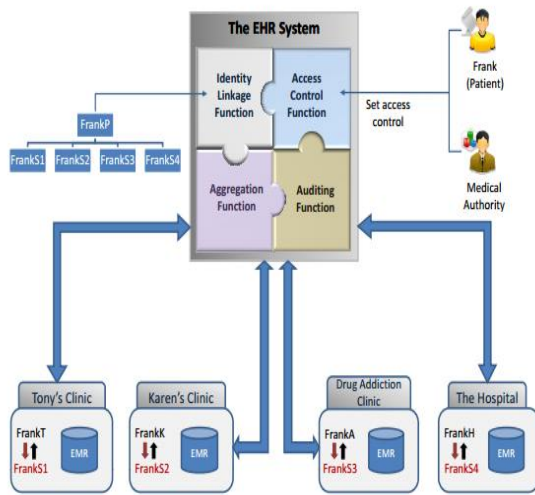 The EHR System
Identity
Linkage
Function
Access
Control
Function
Aggregation
Function
Auditing
Function
FrankP
FrankS1
FrankS2
FrankS3
FrankS4
Set access
control
Frank
(Patient)
Medical
Authority
Tony's Clinic
FrankT
FrankS1
EMR
Karen's Clinic
FrankK
FrankS2
EMR
Drug Addiction
Clinic
FrankA
FrankS3
EMR
The Hospital
FrankH
FrankS4
EMR